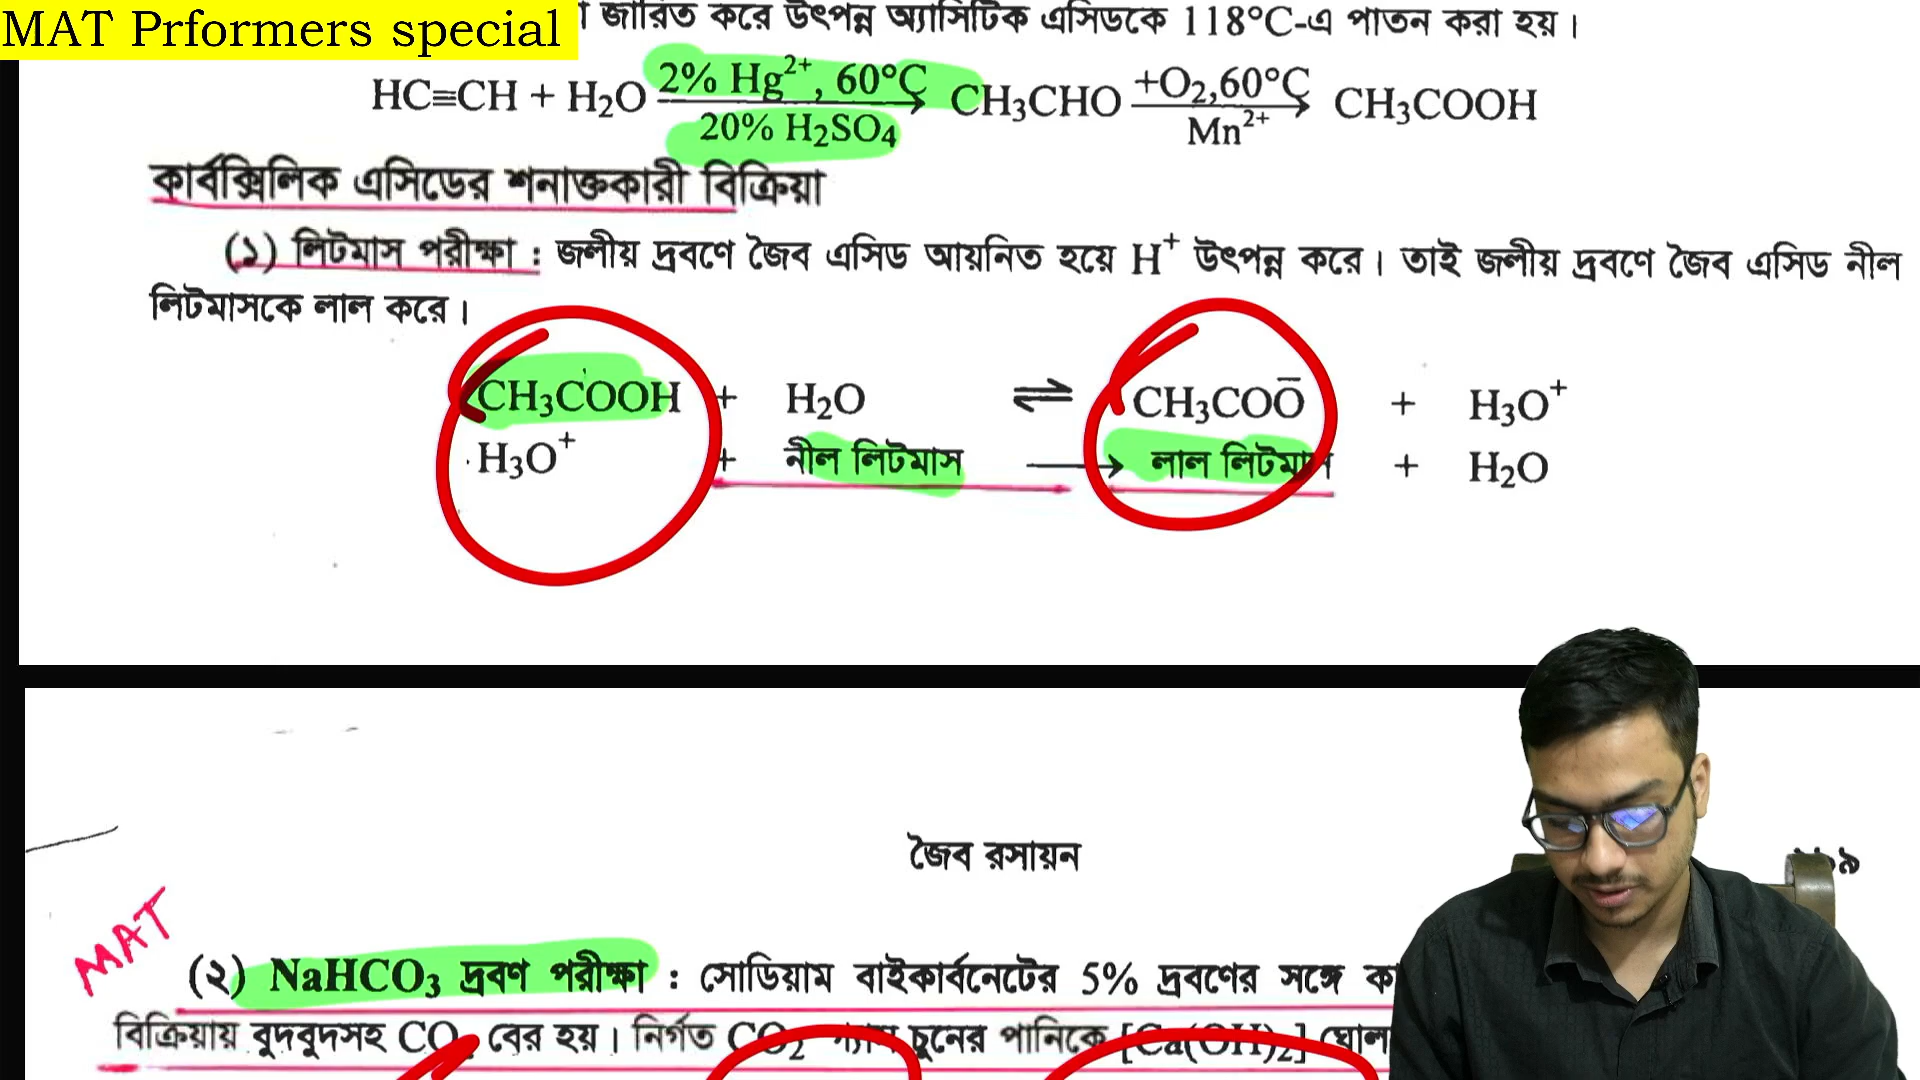 MAT Prformers special
জারিত করে উৎপন্ন অ্যাসিটিক এসিডকে 118°C-এ পাতন করা হয়।
HC≡CH + H₂O 2% Hg²⁺, 60°C 20% H₂SO₄ → CH₃CHO +O₂,60°C Mn²⁺ → CH₃COOH
কার্বক্সিলিক এসিডের শনাক্তকারী বিক্রিয়া
(১) লিটমাস পরীক্ষা : জলীয় দ্রবণে জৈব এসিড আয়নিত হয়ে H⁺ উৎপন্ন করে। তাই জলীয় দ্রবণে জৈব এসিড নীল
লিটমাসকে লাল করে।
CH₃COOH + H₂O ⇌ CH₃COO̅ + H₃O⁺
H₃O⁺ + নীল লিটমাস → লাল লিটমাস + H₂O
জৈব রসায়ন
MAT
(২) NaHCO₃ দ্রবণ পরীক্ষা : সোডিয়াম বাইকার্বনেটের 5% দ্রবণের সঙ্গে
বিক্রিয়ায় বুদবুদসহ CO₂ বের হয়। নির্গত CO₂ গ্যাস চুনের পানিকে [Ca(OH)₂]